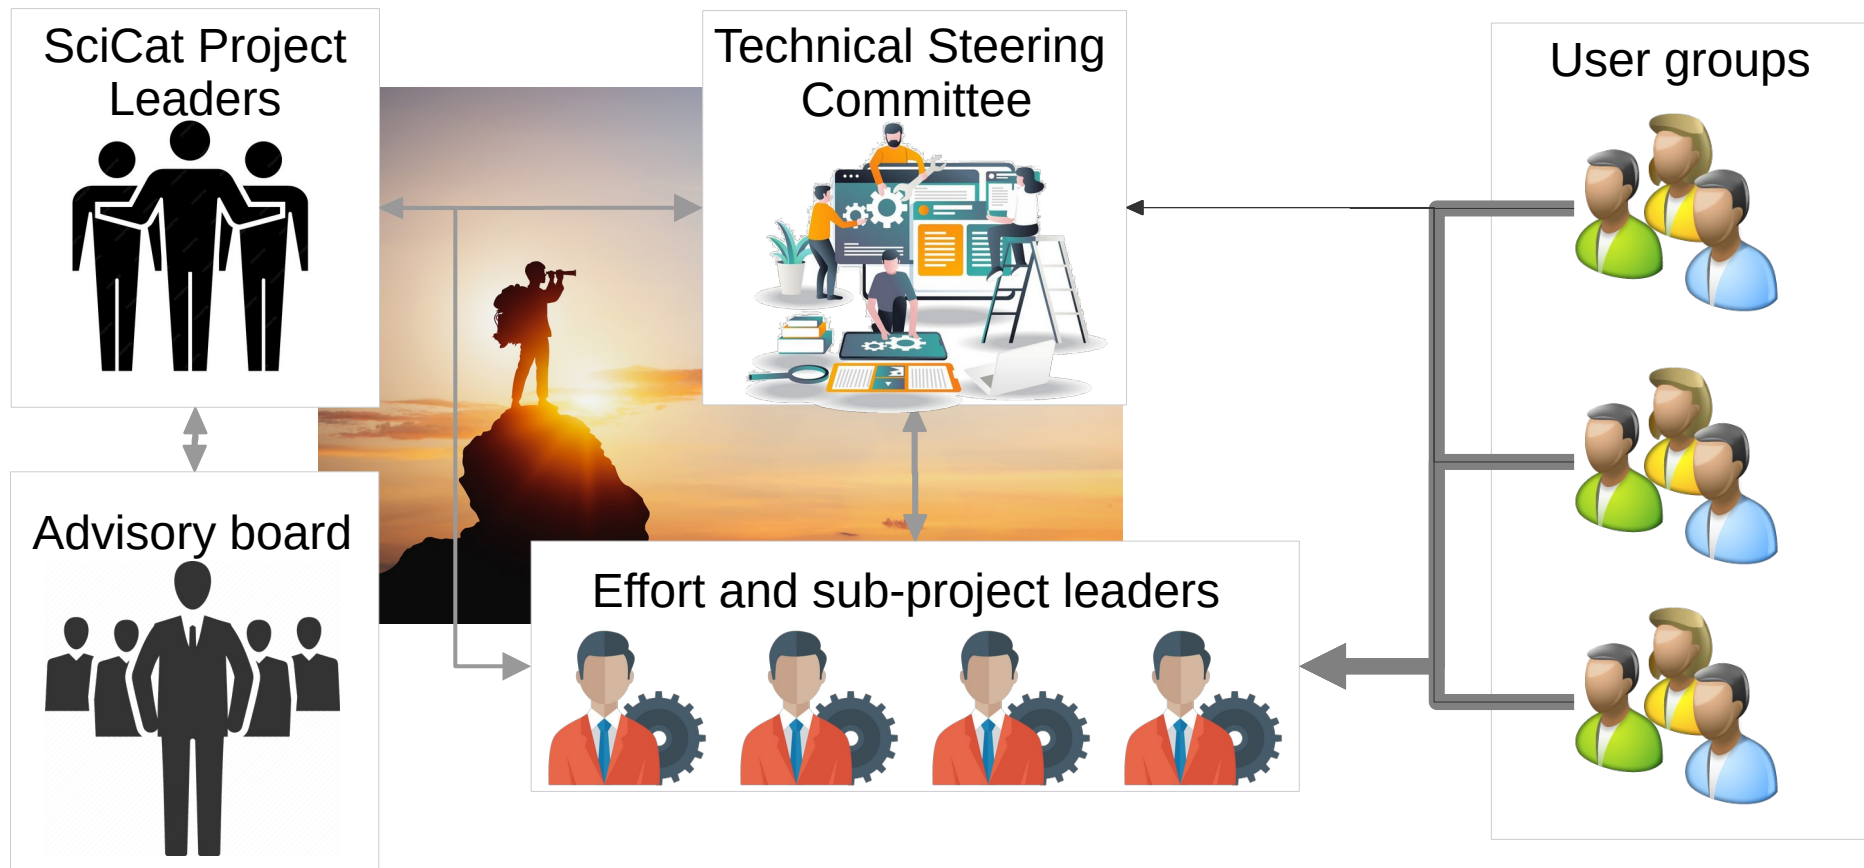 SciCat Project
Leaders
Technical Steering
Committee
User groups
Advisory board
Effort and sub-project leaders